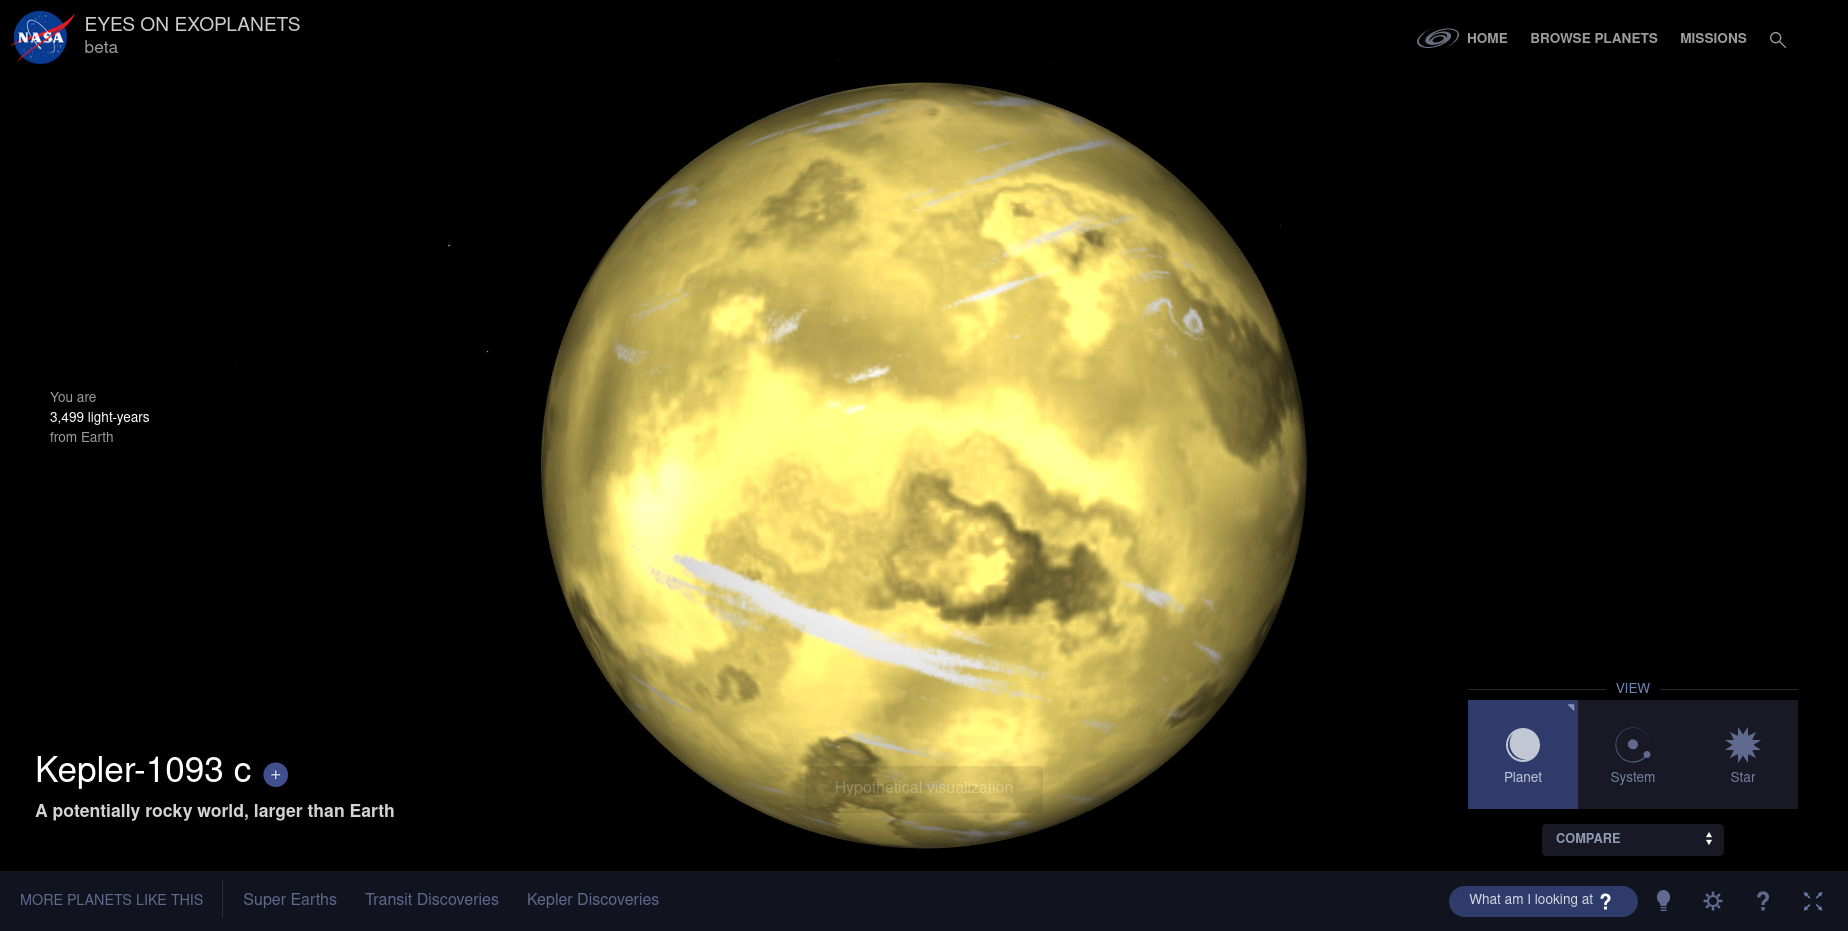 NASA
EYES ON EXOPLANETS
beta
HOME BROWSE PLANETS MISSIONS
You are
3,499 light-years
from Earth
VIEW
Planet System Star
Kepler-1093 c +
A potentially rocky world, larger than Earth
Hypothetical visualization
COMPARE
MORE PLANETS LIKE THIS Super Earths Transit Discoveries Kepler Discoveries What am I looking at ? ?